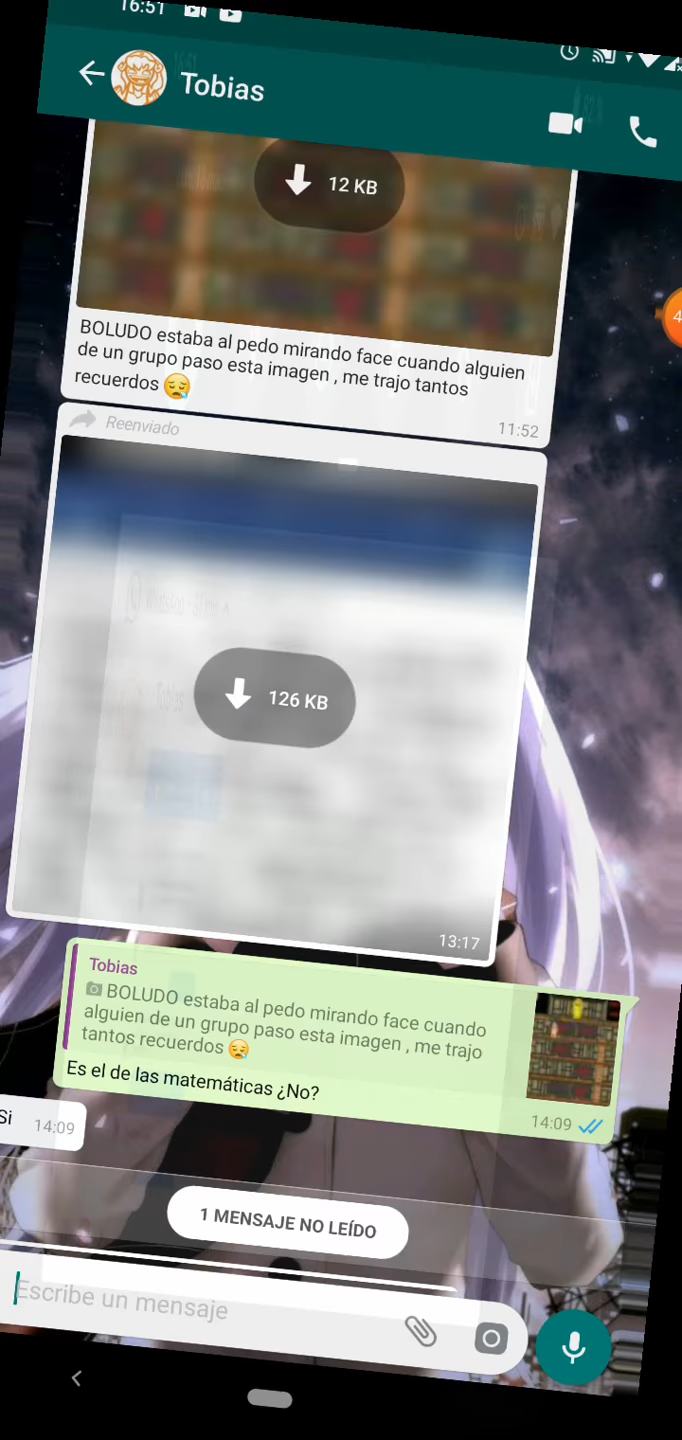 16:51
Tobias
12 KB
BOLUDO estaba al pedo mirando face cuando alguien
de un grupo paso esta imagen , me trajo tantos
recuerdos 😪
11:52
Reenviado
126 KB
13:17
Tobias
BOLUDO estaba al pedo mirando face cuando
alguien de un grupo paso esta imagen , me trajo
tantos recuerdos 😪
Es el de las matemáticas ¿No?
14:09
Si
14:09
1 MENSAJE NO LEÍDO
Escribe un mensaje
4